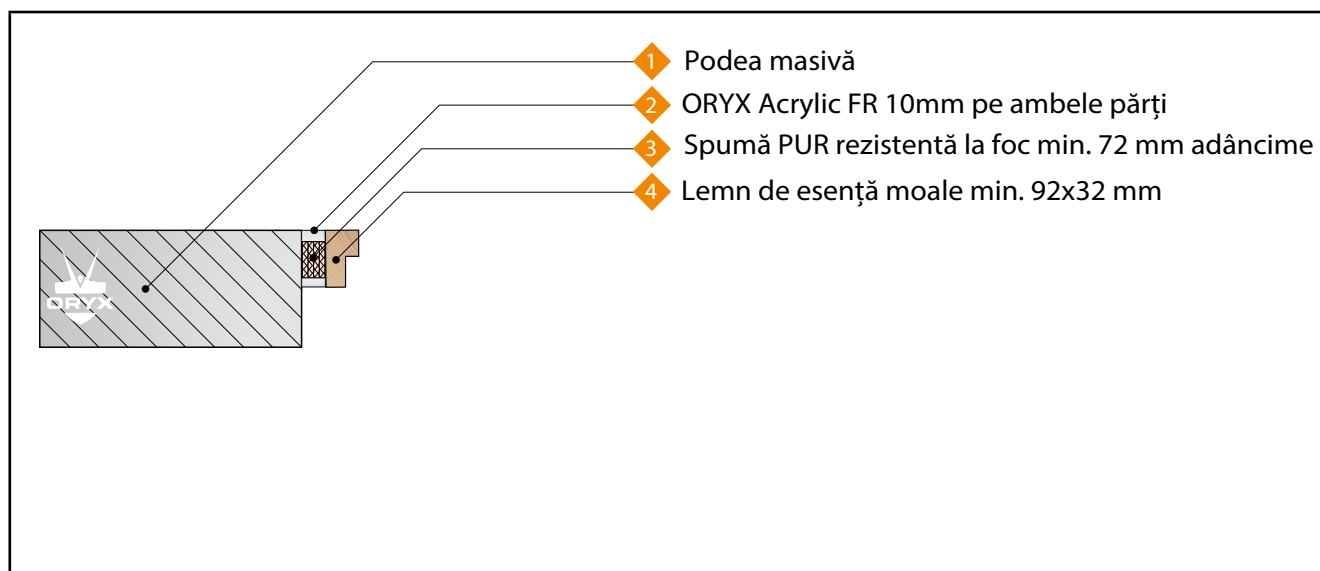 1 Podea masivă
2 ORYX Acrylic FR 10mm pe ambele părți
3 Spumă PUR rezistentă la foc min. 72 mm adâncime
4 Lemn de esență moale min. 92x32 mm
ORYX